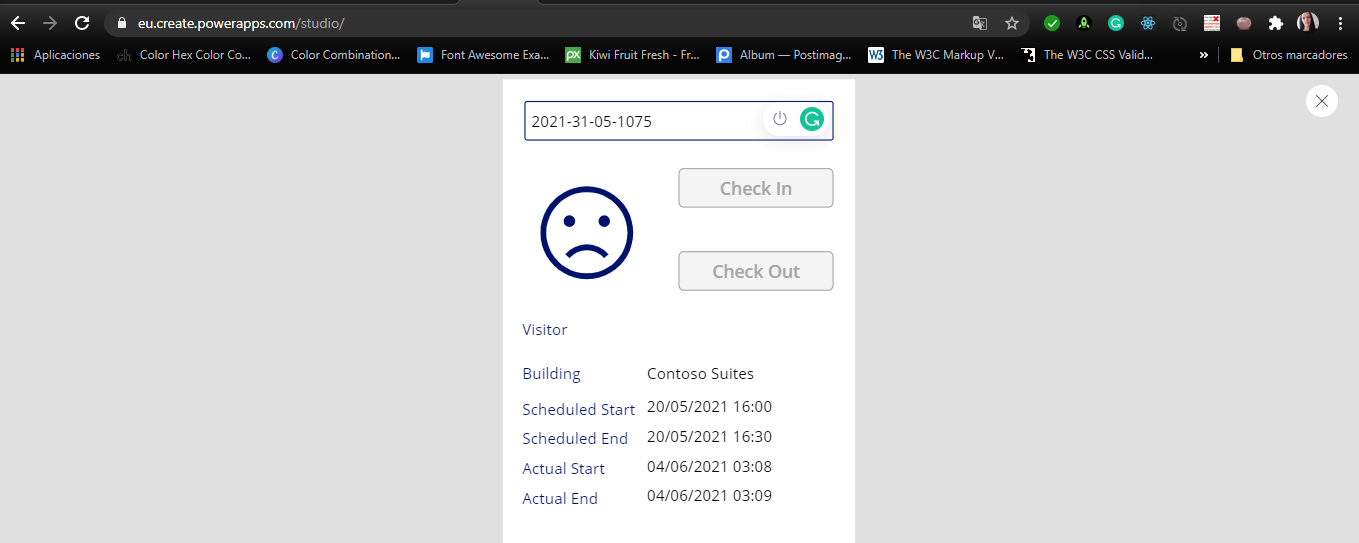 eu.create.powerapps.com/studio/
Aplicaciones
Color Hex Color Co...
Color Combination...
Font Awesome Exa...
Kiwi Fruit Fresh - Fr...
Album — Postimag...
The W3C Markup V...
The W3C CSS Valid...
»
Otros marcadores
2021-31-05-1075
Check In
Check Out
Visitor
Building Contoso Suites
Scheduled Start 20/05/2021 16:00
Scheduled End 20/05/2021 16:30
Actual Start 04/06/2021 03:08
Actual End 04/06/2021 03:09